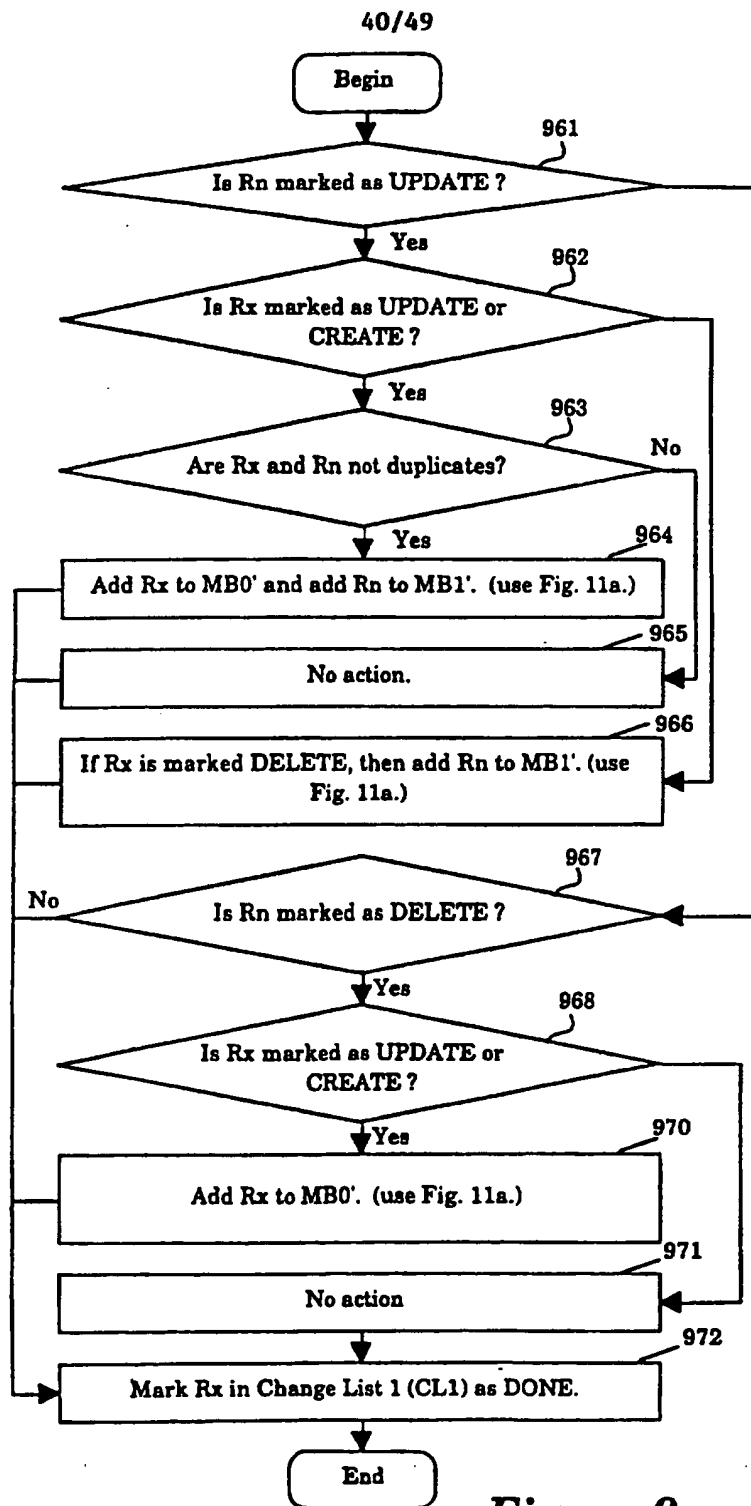 40/49
Begin
961
Is Rn marked as UPDATE ?
Yes
962
Is Rx marked as UPDATE or
CREATE ?
Yes
963
No
Are Rx and Rn not duplicates?
Yes
964
Add Rx to MB0'  and add Rn to MB1'.  (use Fig. 11a.)
965
No action.
966
If Rx is marked DELETE, then add Rn to MB1'. (use
Fig. 11a.)
967
No
Is Rn marked as DELETE ?
Yes
968
Is Rx marked as UPDATE or
CREATE ?
Yes
970
Add Rx to MB0'.  (use Fig. 11a.)
971
No action
972
Mark Rx in Change List 1 (CL1) as DONE.
End